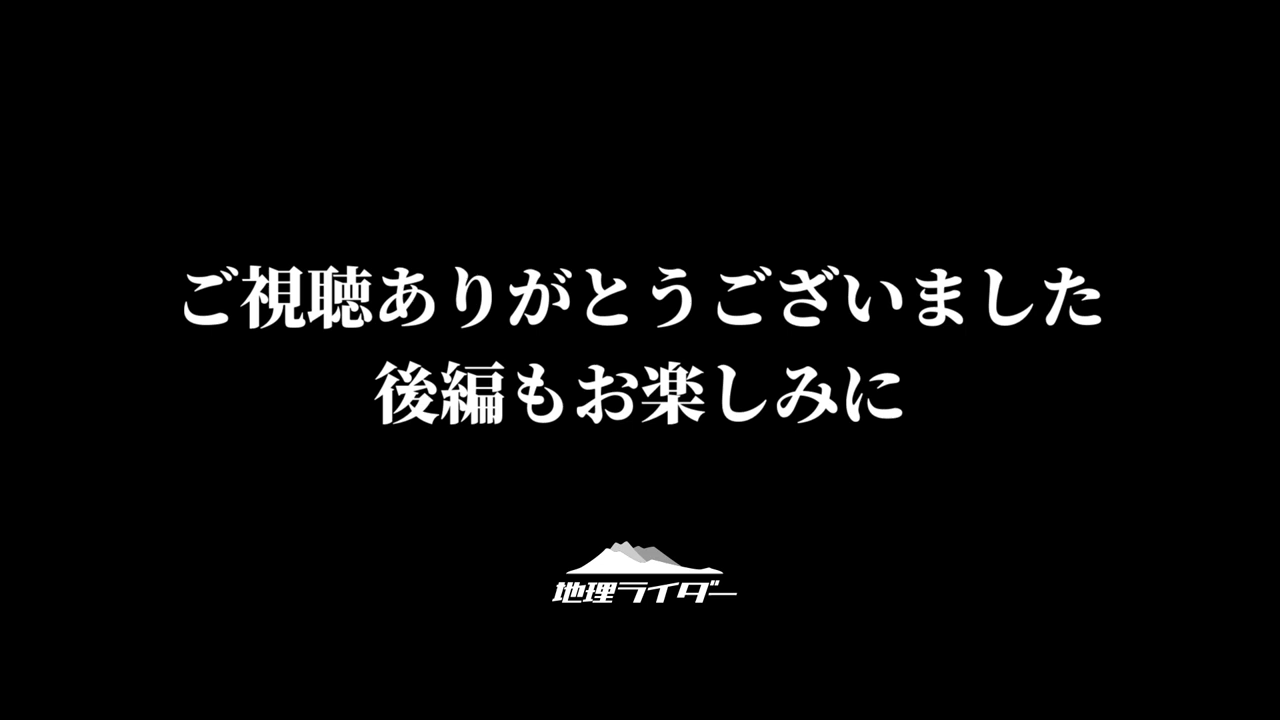 ご視聴ありがとうございました
後編もお楽しみに
地理ライダー